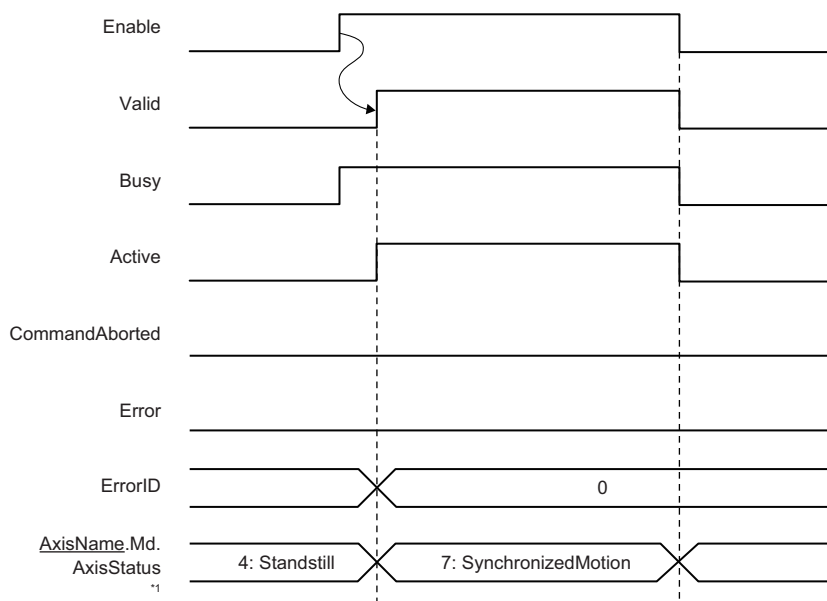 Enable
Valid
Busy
Active
CommandAborted
Error
ErrorID
0
AxisName.Md.
AxisStatus
*1
4: Standstill
7: SynchronizedMotion